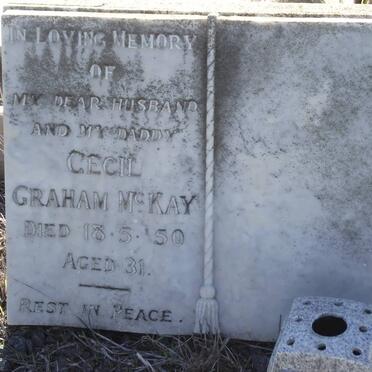 IN LOVING MEMORY
OF
MY DEAR HUSBAND
AND MY DADDY
CECIL
GRAHAM McKAY
DIED 18·5·50
AGED 31.
REST IN PEACE.